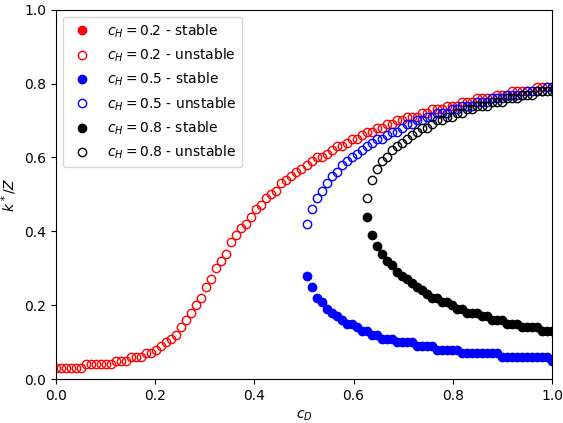 1.0
0.8
0.6
0.4
0.2
0.0
k*/Z
c_H = 0.2 - stable
c_H = 0.2 - unstable
c_H = 0.5 - stable
c_H = 0.5 - unstable
c_H = 0.8 - stable
c_H = 0.8 - unstable
0.0 0.2 0.4 0.6 0.8 1.0
c_D